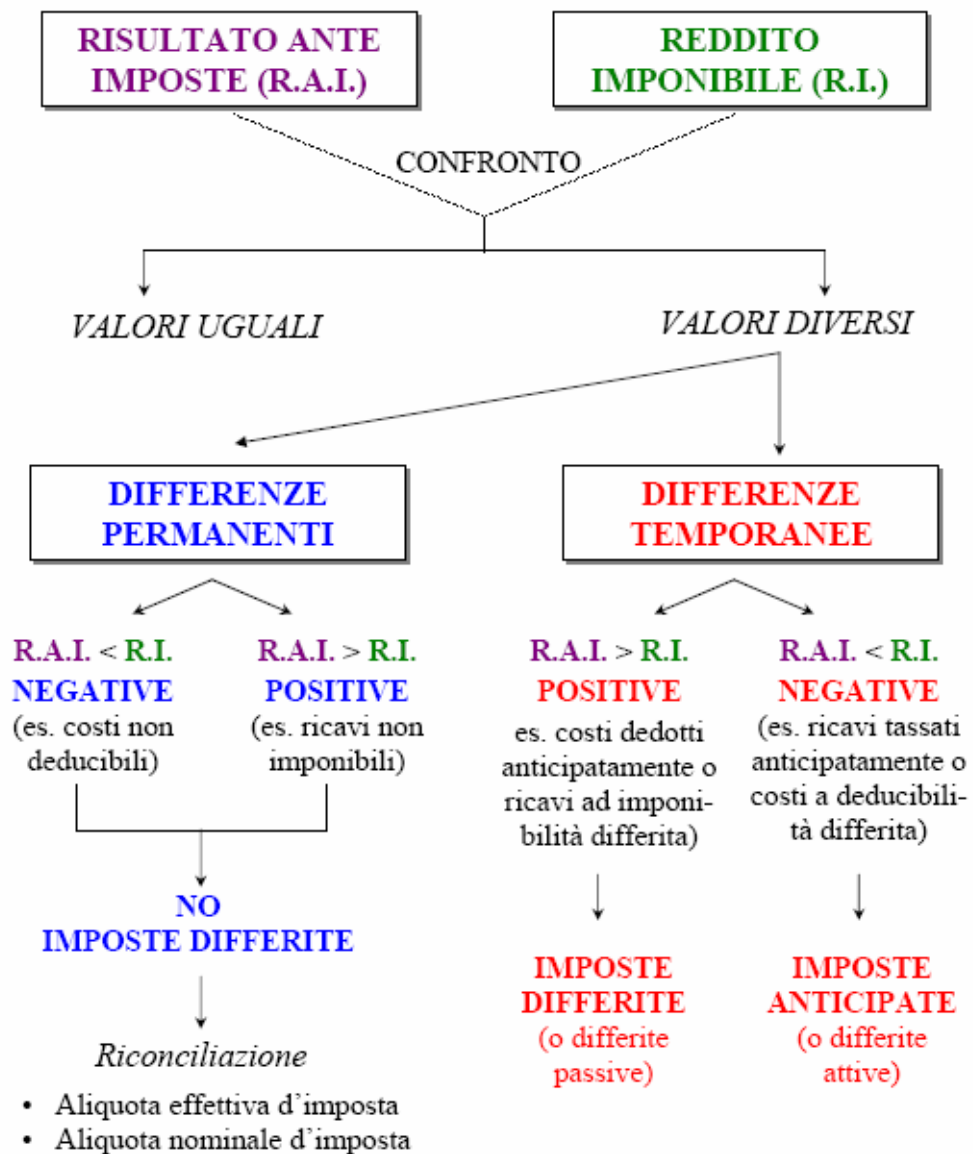 RISULTATO ANTE
IMPOSTE (R.A.I.)
REDDITO
IMPONIBILE (R.I.)
CONFRONTO
VALORI UGUALI
VALORI DIVERSI
DIFFERENZE
PERMANENTI
DIFFERENZE
TEMPORANEE
R.A.I. < R.I.
NEGATIVE
(es. costi non
deducibili)
R.A.I. > R.I.
POSITIVE
(es. ricavi non
imponibili)
R.A.I. > R.I.
POSITIVE
es. costi dedotti
anticipatamente o
ricavi ad imponi-
bilità differita)
R.A.I. < R.I.
NEGATIVE
(es. ricavi tassati
anticipatamente o
costi a deducibili-
tà differita)
NO
IMPOSTE DIFFERITE
IMPOSTE
DIFFERITE
(o differite
passive)
IMPOSTE
ANTICIPATE
(o differite
attive)
Riconciliazione
• Aliquota effettiva d'imposta
• Aliquota nominale d'imposta